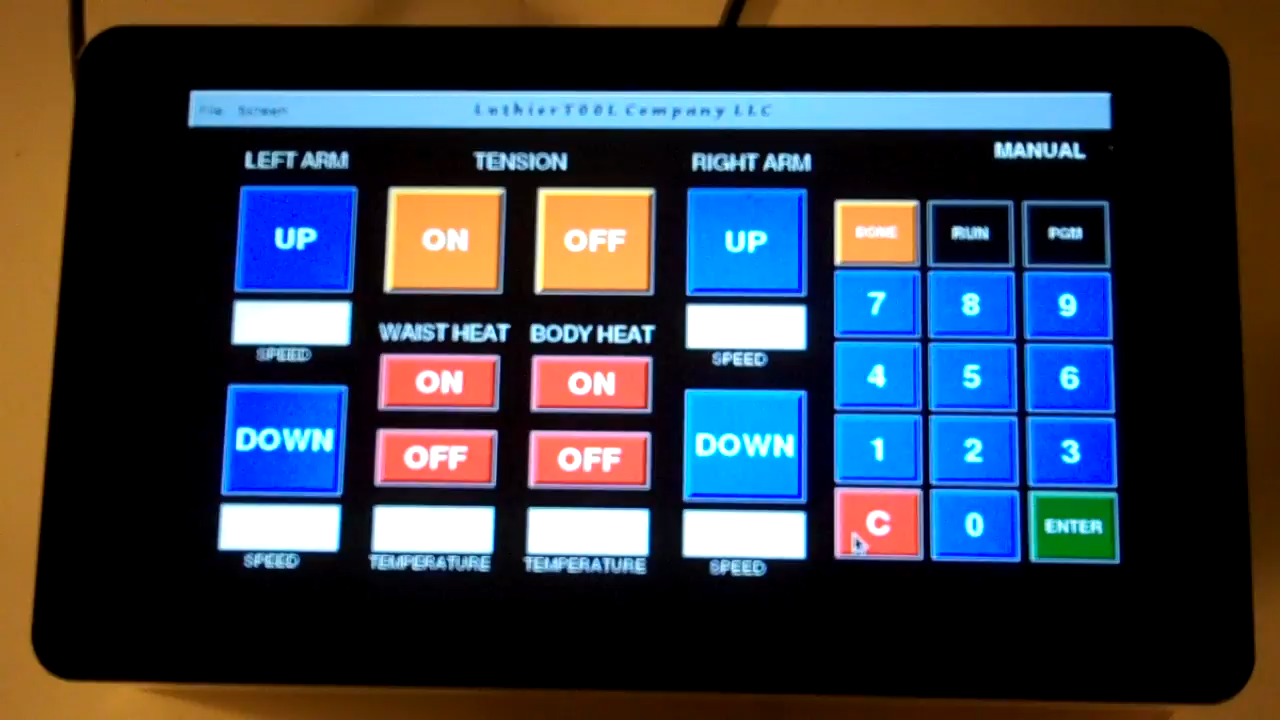 File Screen LuthierTOOL Company LLC
MANUAL
LEFT ARM TENSION RIGHT ARM
UP ON OFF UP DONE RUN PGM
7 8 9
SPEED WAIST HEAT BODY HEAT SPEED
ON ON 4 5 6
DOWN OFF OFF DOWN 1 2 3
C 0 ENTER
SPEED TEMPERATURE TEMPERATURE SPEED